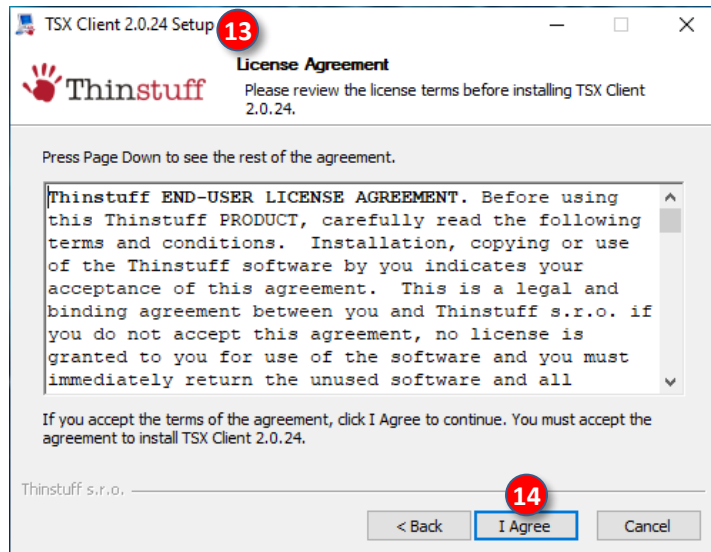 TSX Client 2.0.24 Setup
13
Thinstuff
License Agreement
Please review the license terms before installing TSX Client
2.0.24.
Press Page Down to see the rest of the agreement.
Thinstuff END-USER LICENSE AGREEMENT. Before using
this Thinstuff PRODUCT, carefully read the following
terms and conditions.  Installation, copying or use
of the Thinstuff software by you indicates your
acceptance of this agreement.  This is a legal and
binding agreement between you and Thinstuff s.r.o. if
you do not accept this agreement, no license is
granted to you for use of the software and you must
immediately return the unused software and all
If you accept the terms of the agreement, click I Agree to continue. You must accept the
agreement to install TSX Client 2.0.24.
Thinstuff s.r.o.
14
< Back
I Agree
Cancel